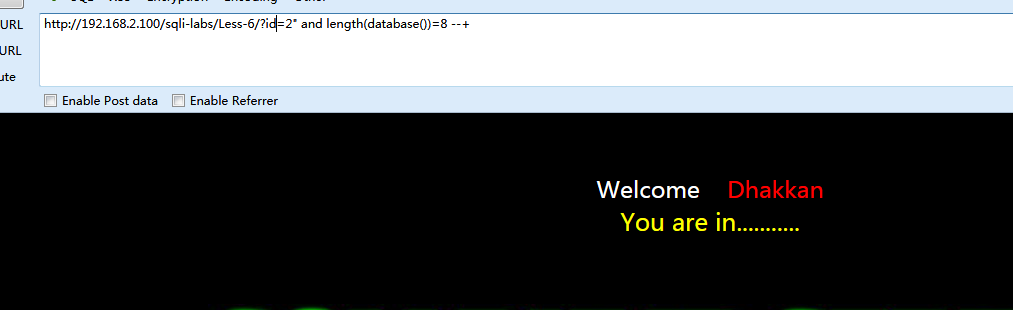 URL
http://192.168.2.100/sqli-labs/Less-6/?id=2" and length(database())=8 --+
URL
ute
Enable Post data Enable Referrer
Welcome Dhakkan
You are in...........